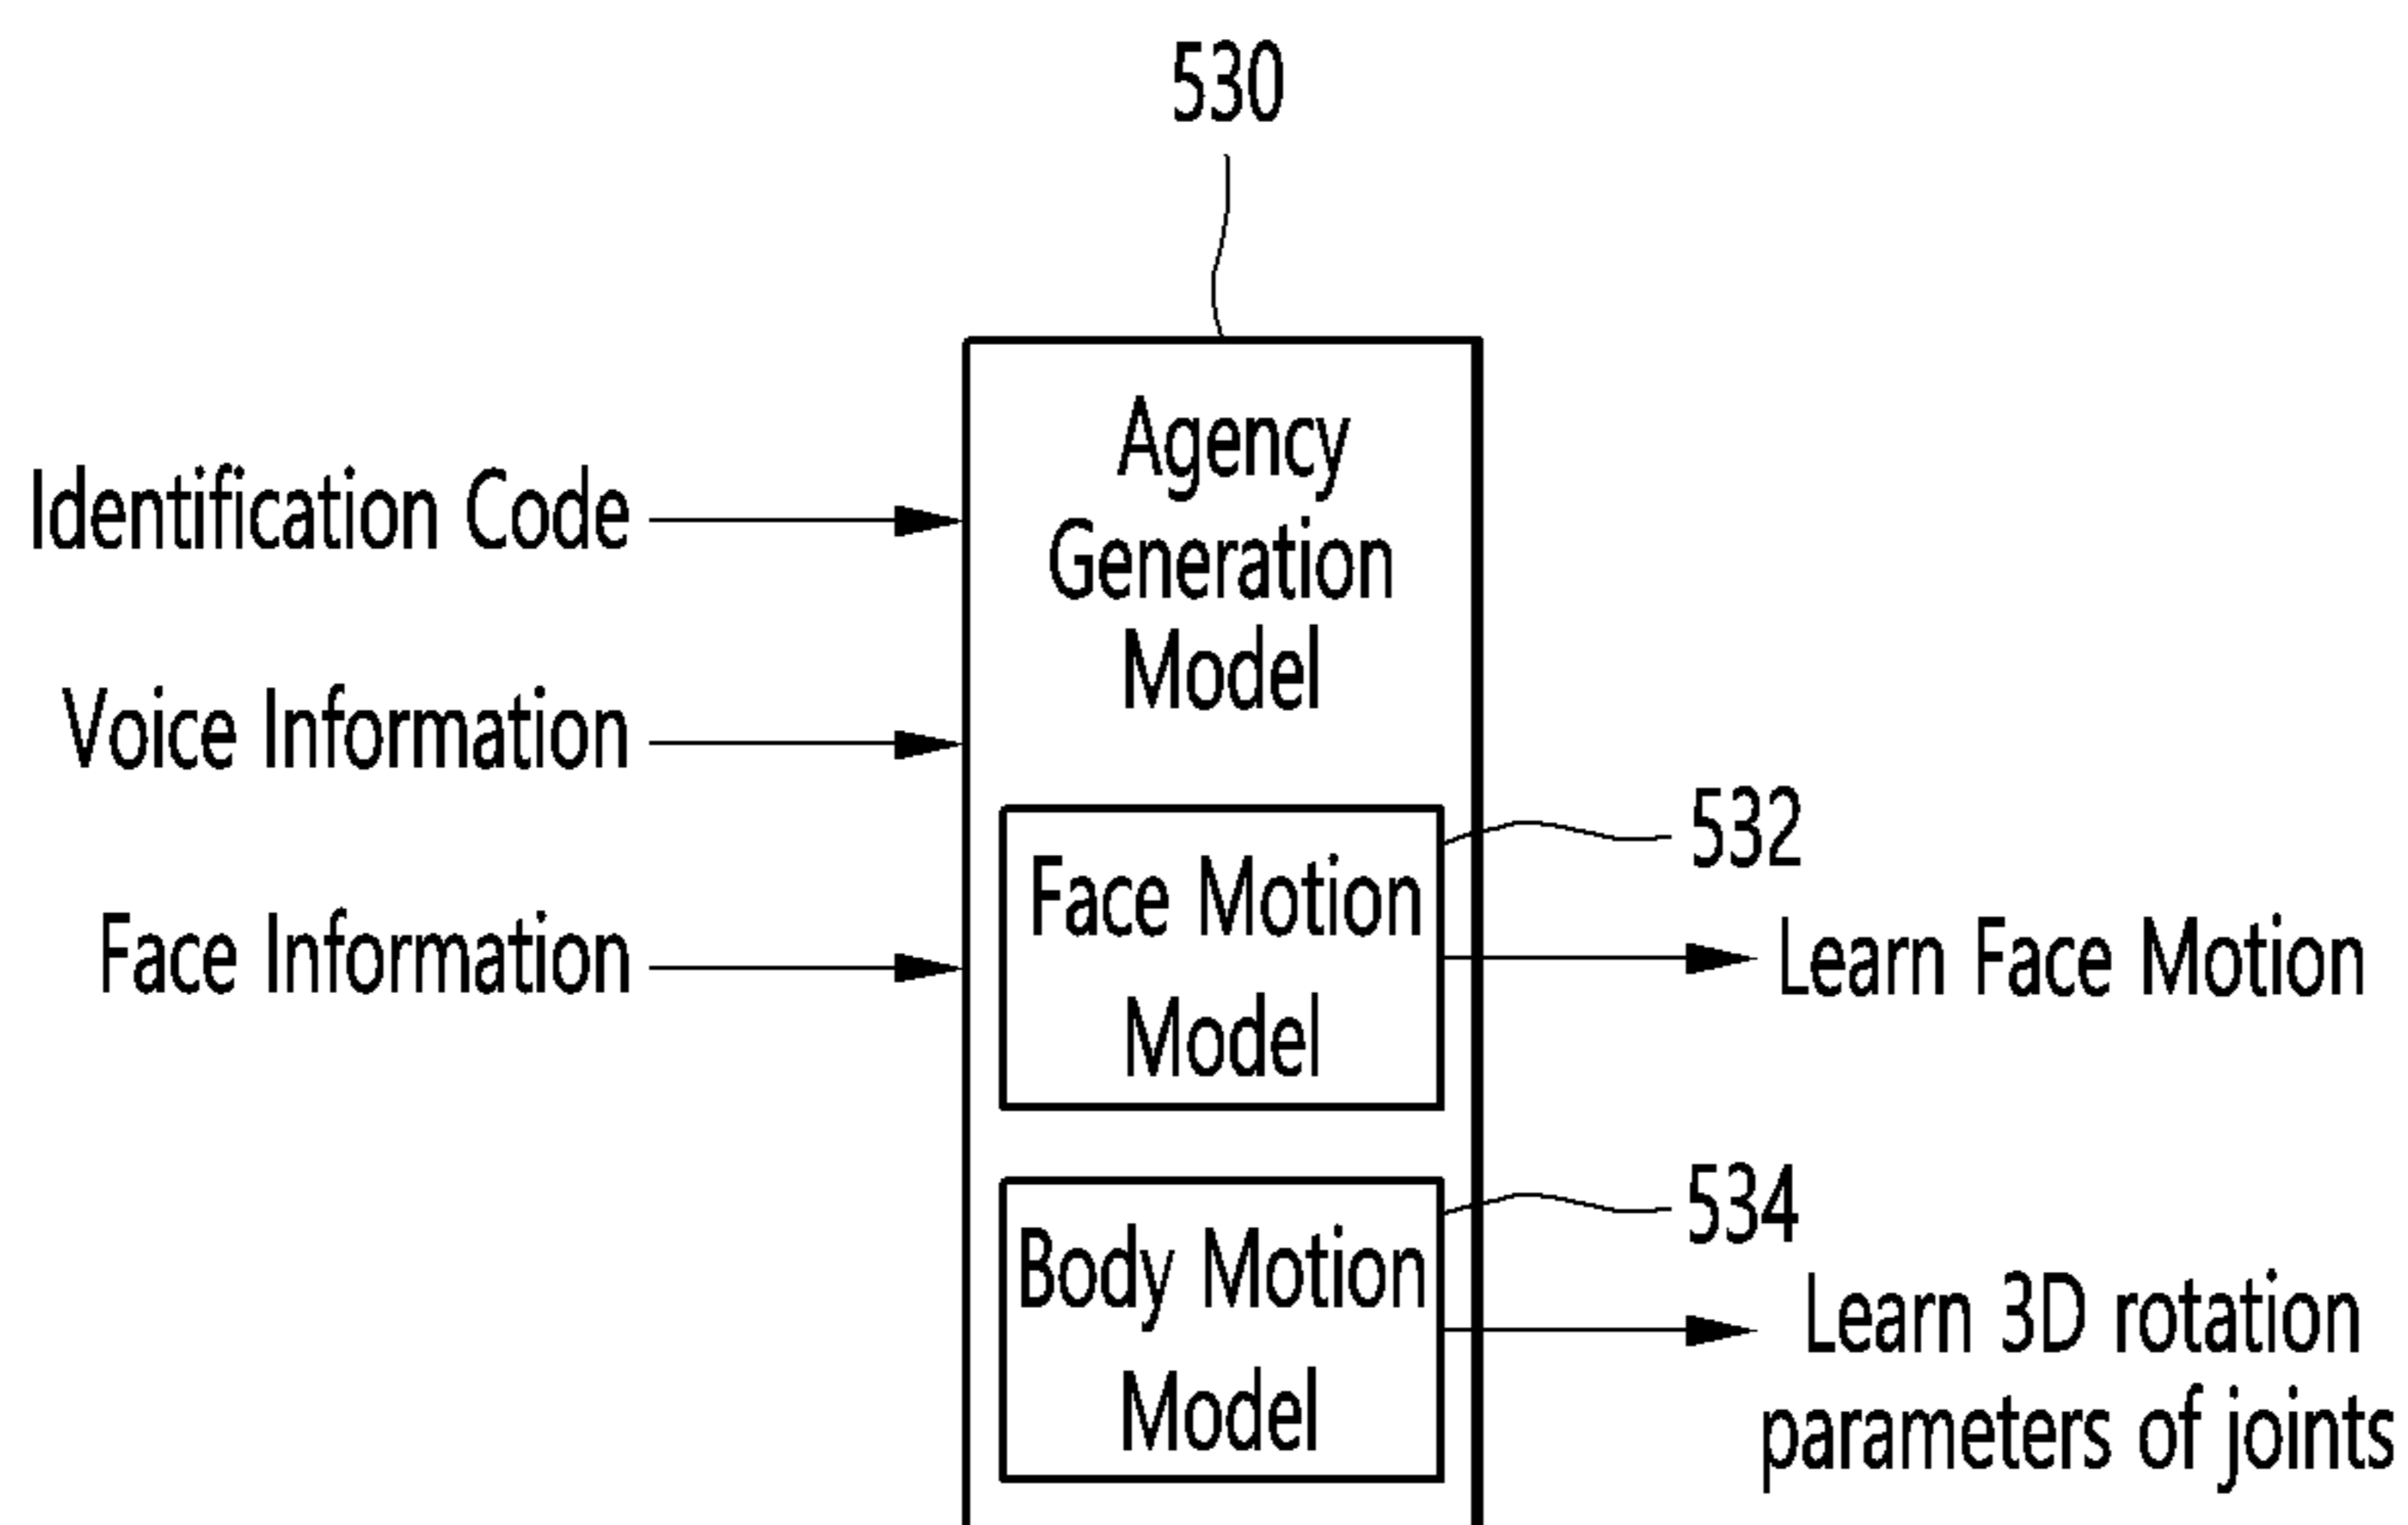 530
Agency
Generation
Model
Identification Code
Voice Information
Face Information
Face Motion
Model
532
Learn Face Motion
Body Motion
Model
534
Learn 3D rotation
parameters of joints